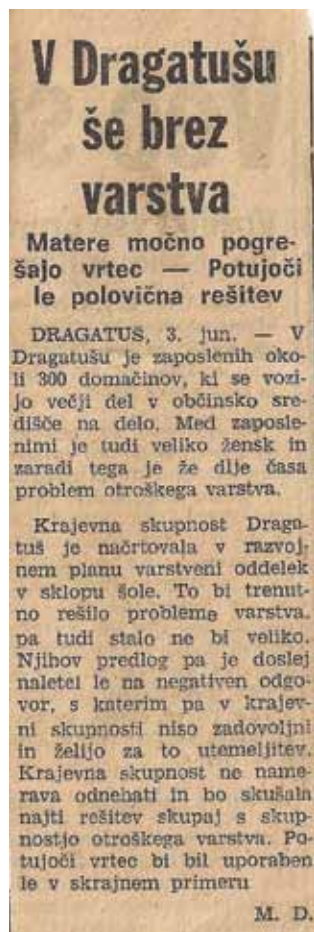 V Dragatušu
še brez
varstva
Matere močno pogre-
šajo vrtec — Potujoči
le polovična rešitev
DRAGATUŠ, 3. jun. — V
Dragatušu je zaposlenih oko-
li 300 domačinov, ki se vozi-
jo večji del v občinsko sre-
dišče na delo. Med zaposle-
nimi je tudi veliko žensk in
zaradi tega je že dlje časa
problem otroškega varstva.
Krajevna skupnost Draga-
tuš je načrtovala v razvoj-
nem planu varstveni oddelek
v sklopu šole. To bi trenut-
no rešilo probleme varstva,
pa tudi stalo ne bi veliko.
Njihov predlog pa je doslej
naletel le na negativen odgo-
vor, s katerim pa v krajev-
ni skupnosti niso zadovoljni
in želijo za to utemeljitev.
Krajevna skupnost ne name-
rava odnehati in bo skušala
najti rešitev skupaj s skup-
nostjo otroškega varstva. Po-
tujoči vrtec bi bil uporaben
le v skrajnem primeru
M. D.